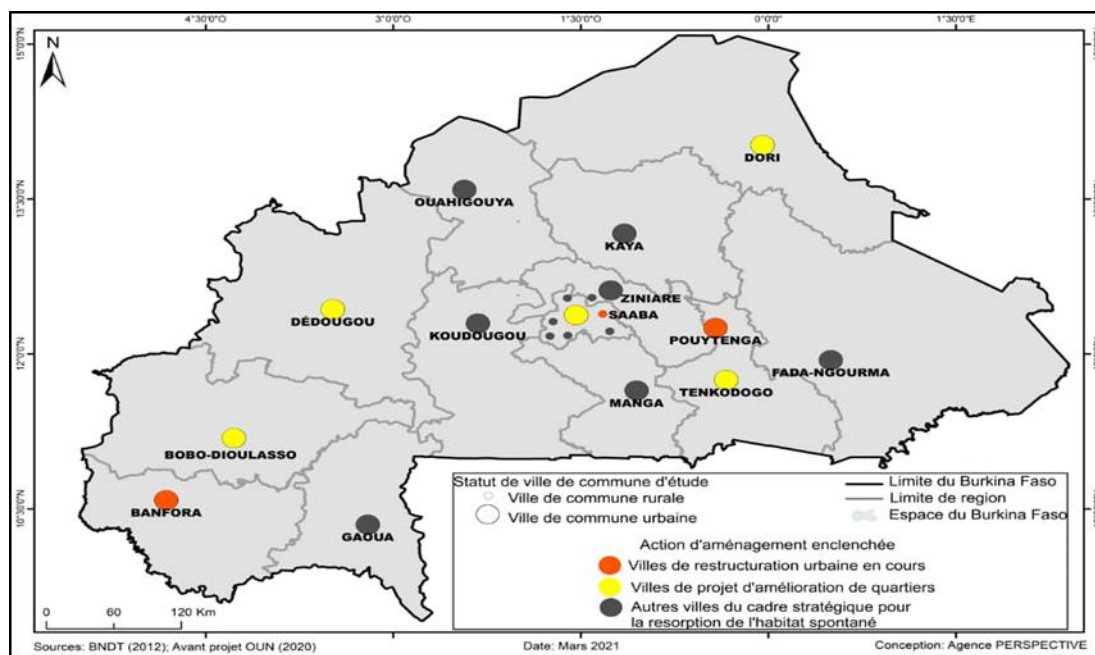 4°30'0"O 3°0'0"O 1°30'0"O 0°0'0" 1°30'0"E
N
15°0'0"N
DORI
13°30'0"N
OUAHIGOUYA
KAYA
ZINIARE
SAABA
DÉDOUGOU
KOUDOUGOU
POUYTENGA
12°0'0"N
FADA-NGOURMA
TENKODOGO
MANGA
BOBO-DIOULASSO
BANFORA
10°30'0"N
GAOUA
Statut de ville de commune d'étude
Ville de commune rurale
Ville de commune urbaine
Limite du Burkina Faso
Limite de region
Espace du Burkina Faso
Action d'aménagement enclenchée
Villes de restructuration urbaine en cours
Villes de projet d'amélioration de quartiers
Autres villes du cadre stratégique pour
la resorption de l'habitat spontané
0 60 120 Km
Sources: BNDT (2012); Avant projet OUN (2020) Date: Mars 2021 Conception: Agence PERSPECTIVE